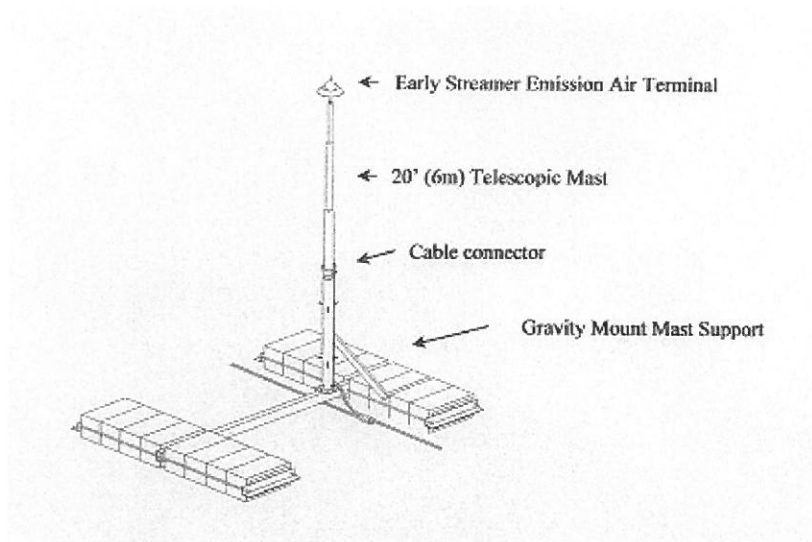 Early Streamer Emission Air Terminal
20' (6m) Telescopic Mast
Cable connector
Gravity Mount Mast Support